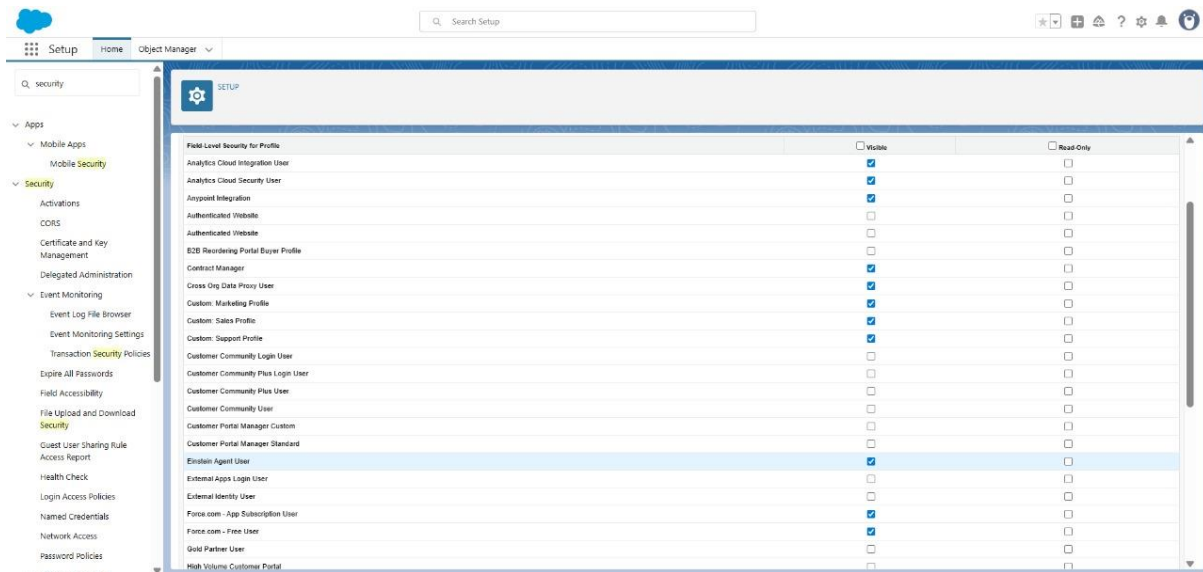 Search Setup
Setup
Home
Object Manager
security
SETUP
Apps
Mobile Apps
Mobile Security
Security
Activations
CORS
Certificate and Key
Management
Delegated Administration
Event Monitoring
Event Log File Browser
Event Monitoring Settings
Transaction Security Policies
Expire All Passwords
Field Accessibility
File Upload and Download
Security
Guest User Sharing Rule
Access Report
Health Check
Login Access Policies
Named Credentials
Network Access
Password Policies
Field-Level Security for Profile Visible Read-Only
Analytics Cloud Integration User
Analytics Cloud Security User
Anypoint Integration
Authenticated Website
Authenticated Website
B2B Reordering Portal Buyer Profile
Contract Manager
Cross Org Data Proxy User
Custom: Marketing Profile
Custom: Sales Profile
Custom: Support Profile
Customer Community Login User
Customer Community Plus Login User
Customer Community Plus User
Customer Community User
Customer Portal Manager Custom
Customer Portal Manager Standard
Einstein Agent User
External Apps Login User
External Identity User
Force.com - App Subscription User
Force.com - Free User
Gold Partner User
High Volume Customer Portal